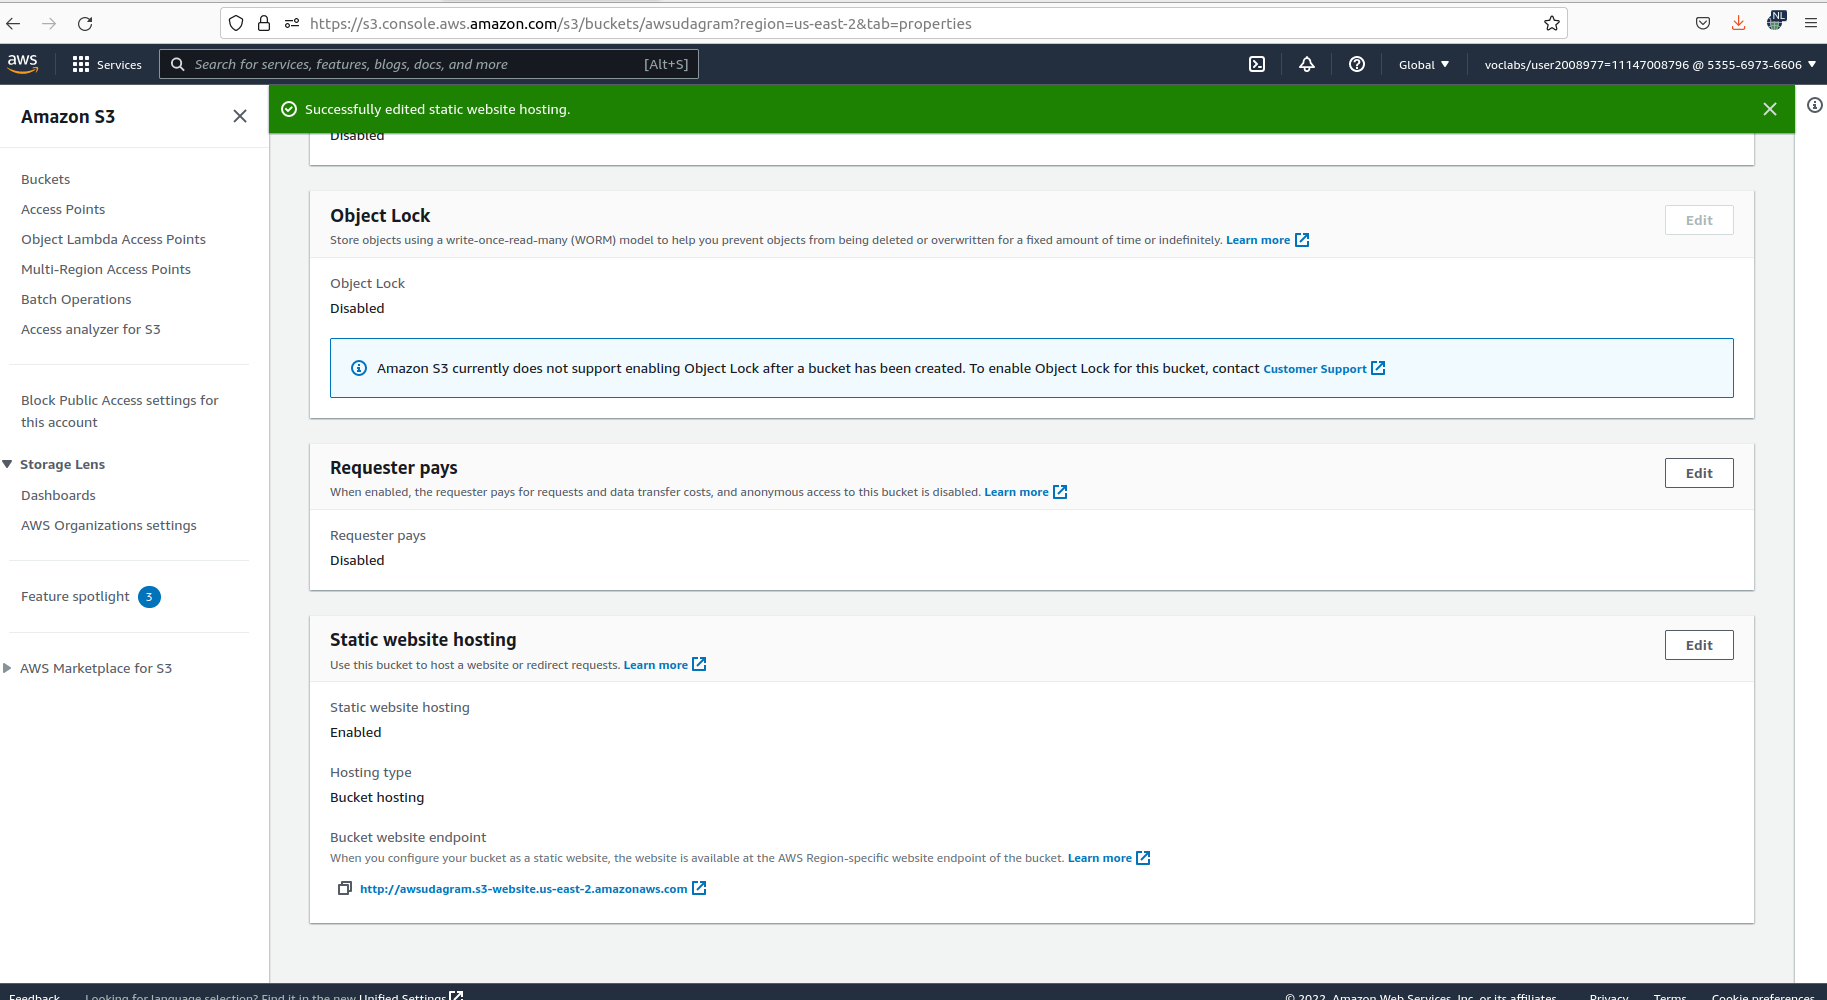 https://s3.console.aws.amazon.com/s3/buckets/awsudagram?region=us-east-2&tab=properties
NL
aws
Services
Search for services, features, blogs, docs, and more
[Alt+S]
Global
voclabs/user2008977=11147008796 @ 5355-6973-6606
Amazon S3
Buckets
Access Points
Object Lambda Access Points
Multi-Region Access Points
Batch Operations
Access analyzer for S3
Block Public Access settings for
this account
Storage Lens
Dashboards
AWS Organizations settings
Feature spotlight 3
AWS Marketplace for S3
Successfully edited static website hosting.
Disabled
Object Lock
Edit
Store objects using a write-once-read-many (WORM) model to help you prevent objects from being deleted or overwritten for a fixed amount of time or indefinitely. Learn more
Object Lock
Disabled
Amazon S3 currently does not support enabling Object Lock after a bucket has been created. To enable Object Lock for this bucket, contact Customer Support
Requester pays
Edit
When enabled, the requester pays for requests and data transfer costs, and anonymous access to this bucket is disabled. Learn more
Requester pays
Disabled
Static website hosting
Edit
Use this bucket to host a website or redirect requests. Learn more
Static website hosting
Enabled
Hosting type
Bucket hosting
Bucket website endpoint
When you configure your bucket as a static website, the website is available at the AWS Region-specific website endpoint of the bucket. Learn more
http://awsudagram.s3-website.us-east-2.amazonaws.com
Feedback
Looking for language selection? Find it in the new Unified Settings
© 2022, Amazon Web Services, Inc. or its affiliates.
Privacy
Terms
Cookie preferences